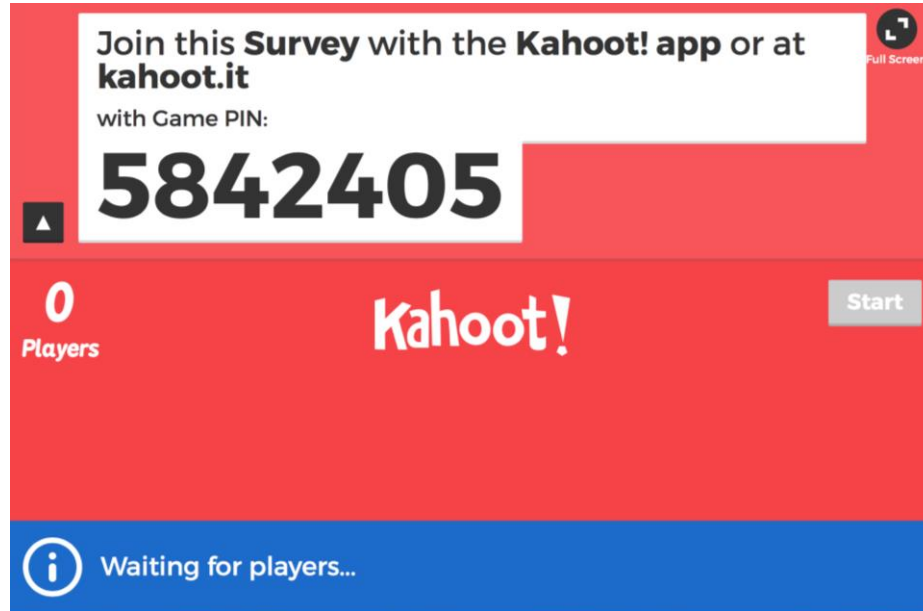 Join this Survey with the Kahoot! app or at
kahoot.it
Full Screen
with Game PIN:
5842405
0
Players
Kahoot!
Start
Waiting for players...